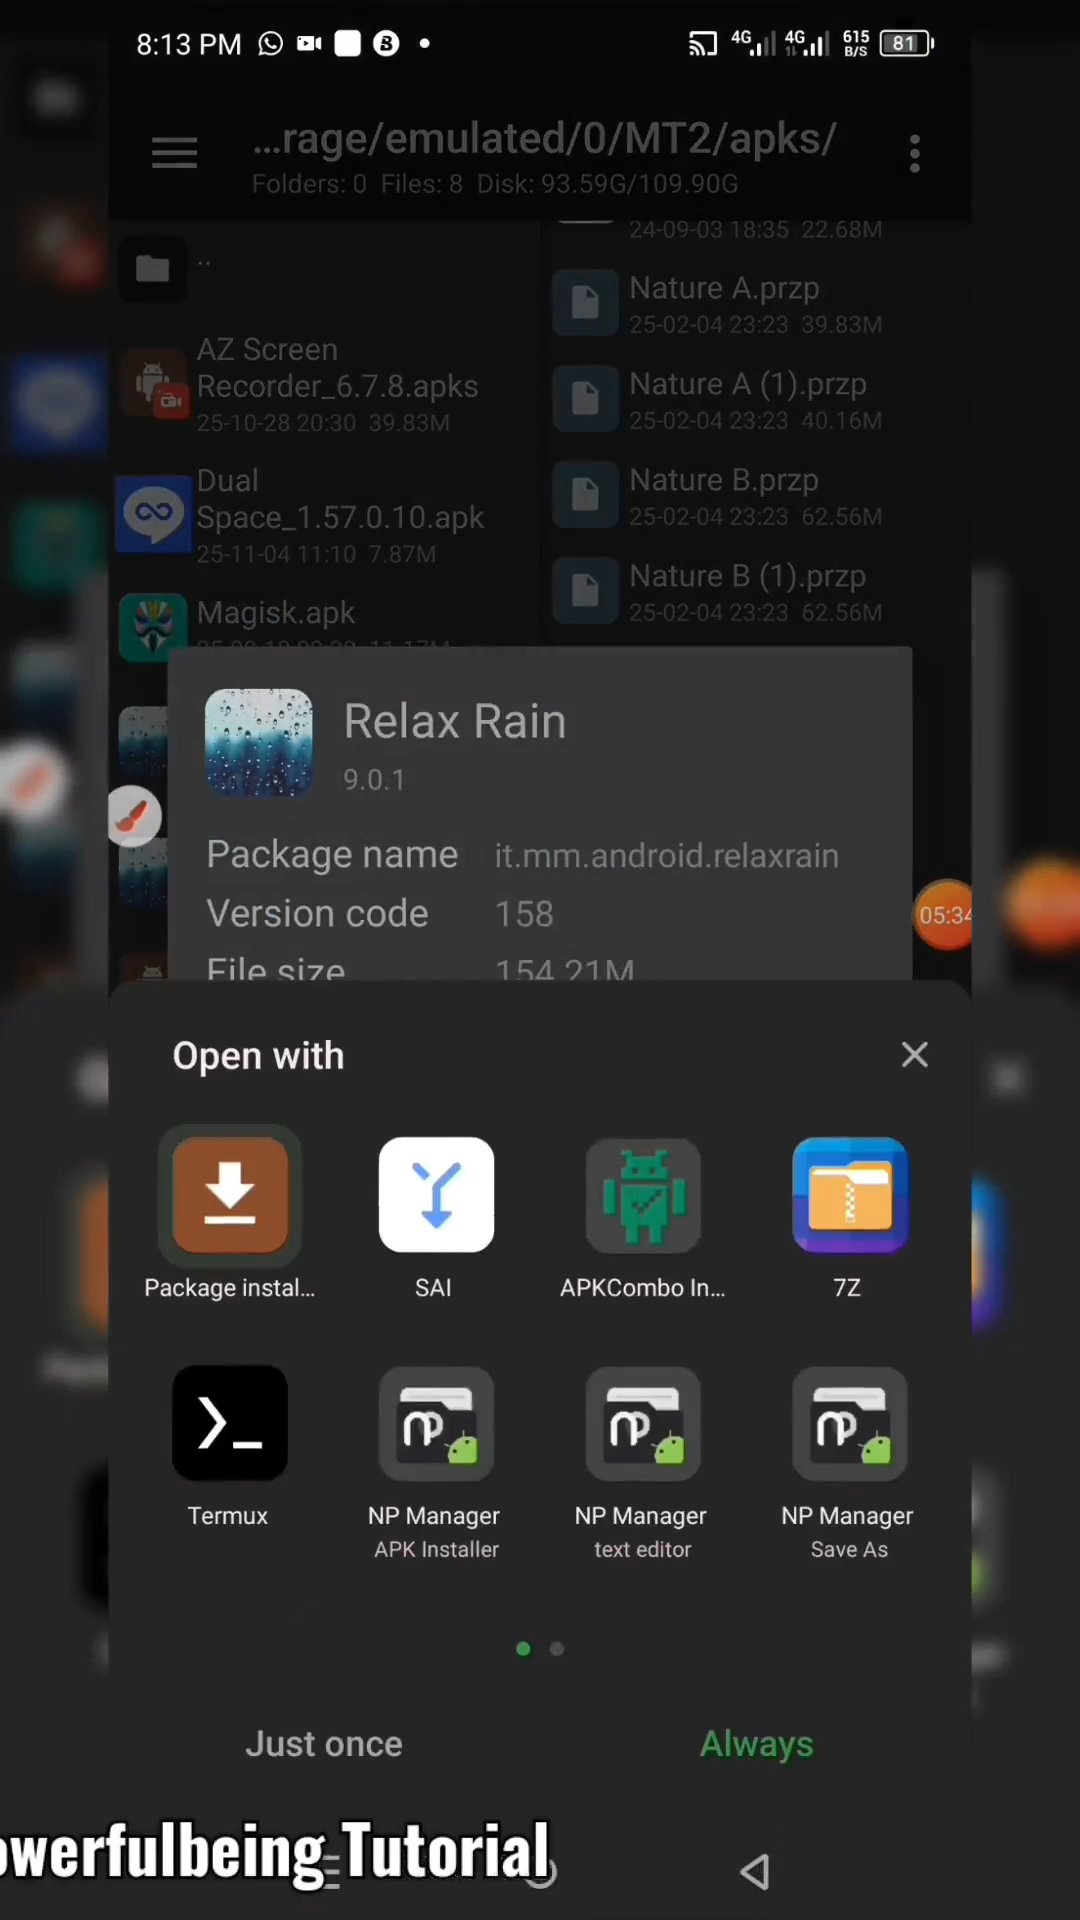 8:13 PM
4G 4G 615 B/S 81
...rage/emulated/0/MT2/apks/
Folders: 0 Files: 8 Disk: 93.59G/109.90G
..
AZ Screen
Recorder_6.7.8.apks
25-10-28 20:30 39.83M
Dual
Space_1.57.0.10.apk
25-11-04 11:10 7.87M
Magisk.apk
24-09-03 18:35 22.68M
Nature A.przp
25-02-04 23:23 39.83M
Nature A (1).przp
25-02-04 23:23 40.16M
Nature B.przp
25-02-04 23:23 62.56M
Nature B (1).przp
25-02-04 23:23 62.56M
Relax Rain
9.0.1
Package name it.mm.android.relaxrain
Version code 158
File size 154.21M
05:34
Open with
Package instal...
SAI
APKCombo In...
7Z
Termux
NP Manager
APK Installer
NP Manager
text editor
NP Manager
Save As
Just once
Always
owerfulbeing Tutorial